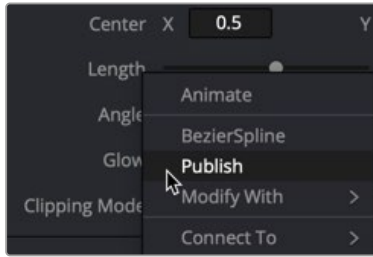 Center X 0.5 Y
Length
Animate
Angle
BezierSpline
Glow
Publish
Modify With >
Clipping Mode
Connect To >